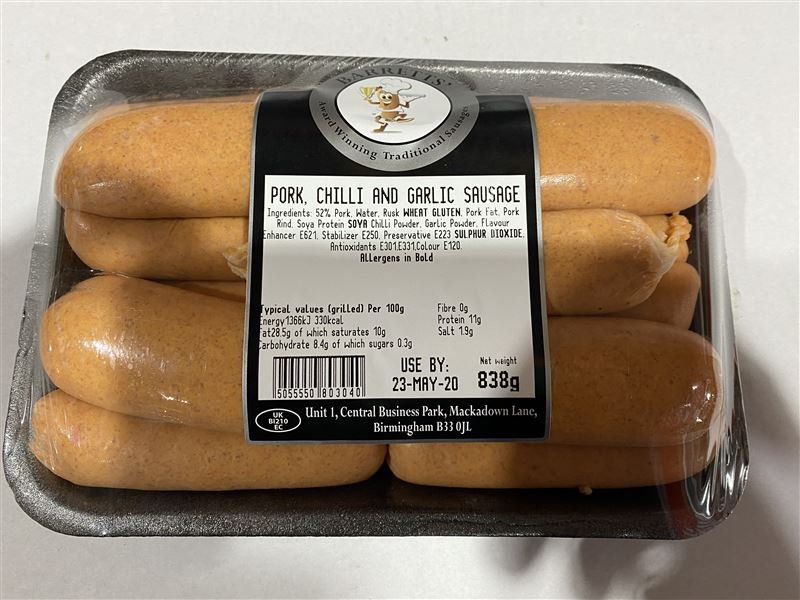 BARRETTS'
Award Winning Traditional Sausages
PORK, CHILLI AND GARLIC SAUSAGE
Ingredients: 52% Pork, Water, Rusk WHEAT GLUTEN, Pork Fat, Pork
Rind, Soya Protein SOYA Chilli Powder, Garlic Powder, Flavour
Enhancer E621, Stabilizer E250, Preservative E223 SULPHUR DIOXIDE,
Antioxidants E301,E331,Colour E120.
Allergens in Bold
Typical values (grilled) Per 100g
Energy 1366kJ 330kcal
Fat28.5g of which saturates 10g
Carbohydrate 8.4g of which sugars 0.3g
Fibre 0g
Protein 11g
Salt 1.9g
5055550 803040
USE BY:
23-MAY-20
Net weight
838g
UK
BI210
EC
Unit 1, Central Business Park, Mackadown Lane,
Birmingham B33 0JL